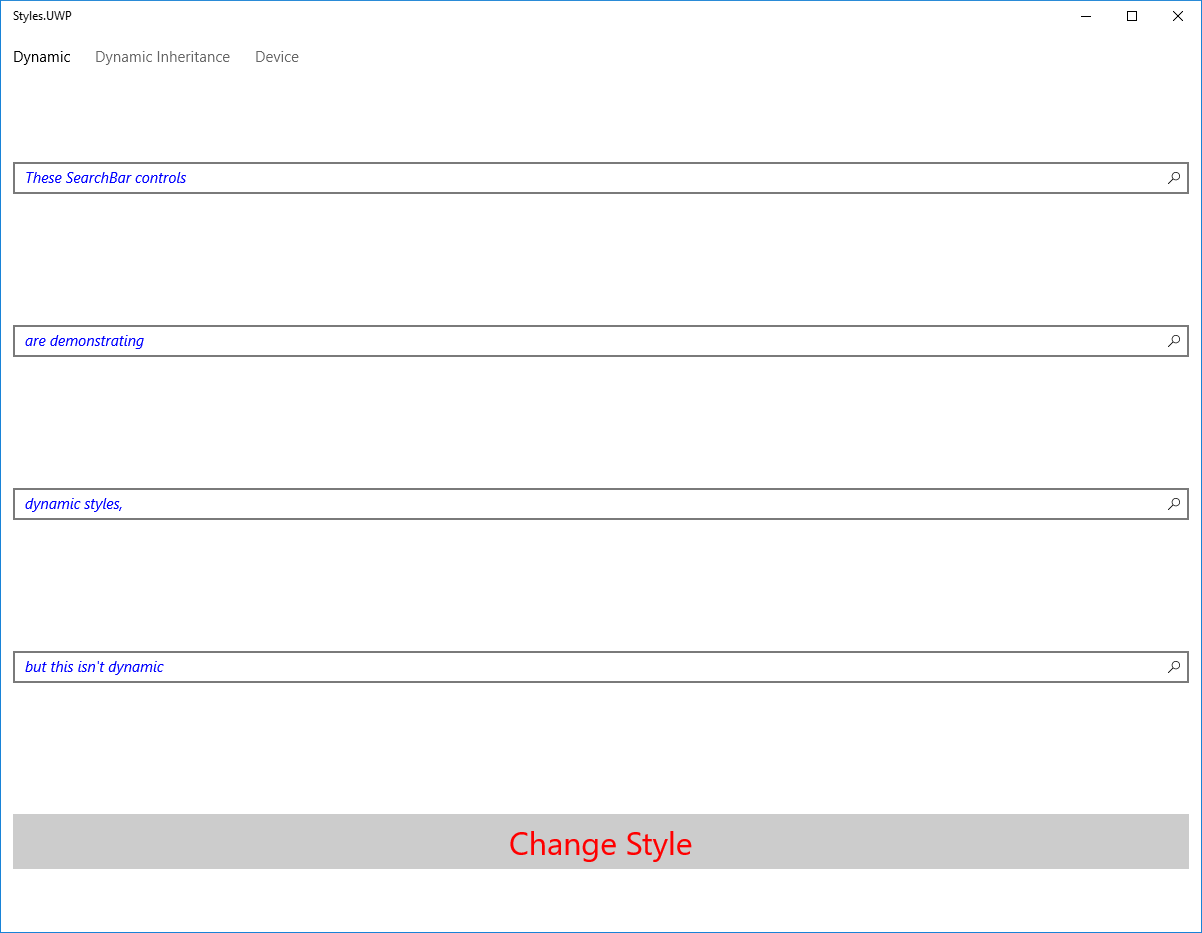 Styles.UWP
Dynamic Dynamic Inheritance Device
These SearchBar controls
are demonstrating
dynamic styles,
but this isn't dynamic
Change Style